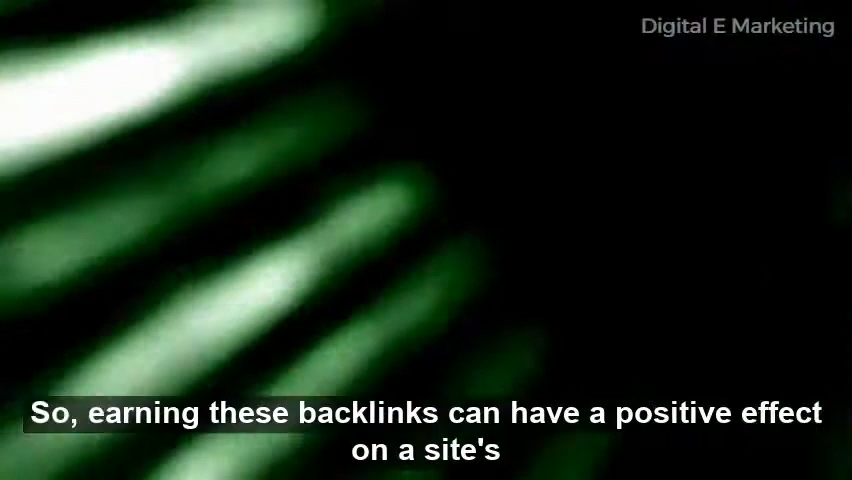 Digital E Marketing
So, earning these backlinks can have a positive effect
on a site's